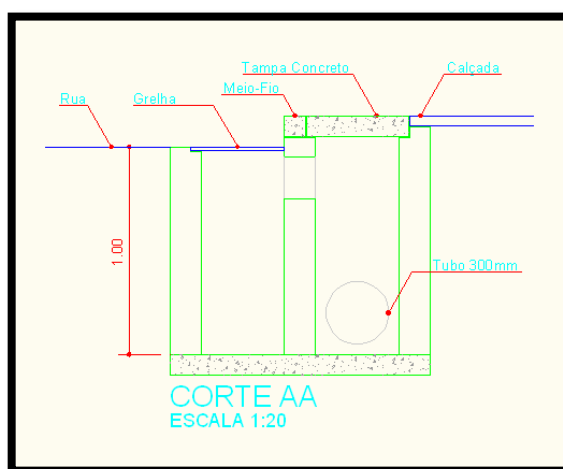 Tampa Concreto
Calçada
Meio-Fio
Rua
Grelha
1.00
Tubo 300mm
CORTE AA
ESCALA 1:20